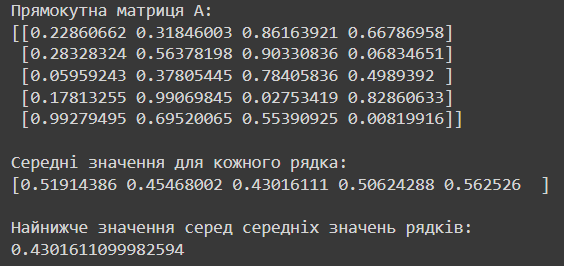 Прямокутна матриця A:
[[0.22860662 0.31846003 0.86163921 0.66786958]
[0.28328324 0.56378198 0.90330836 0.06834651]
[0.05959243 0.37805445 0.78405836 0.4989392 ]
[0.17813255 0.99069845 0.02753419 0.82860633]
[0.99279495 0.69520065 0.55390925 0.00819916]]
Середні значення для кожного рядка:
[0.51914386 0.45468002 0.43016111 0.50624288 0.562526  ]
Найнижче значення серед середніх значень рядків:
0.4301611099982594